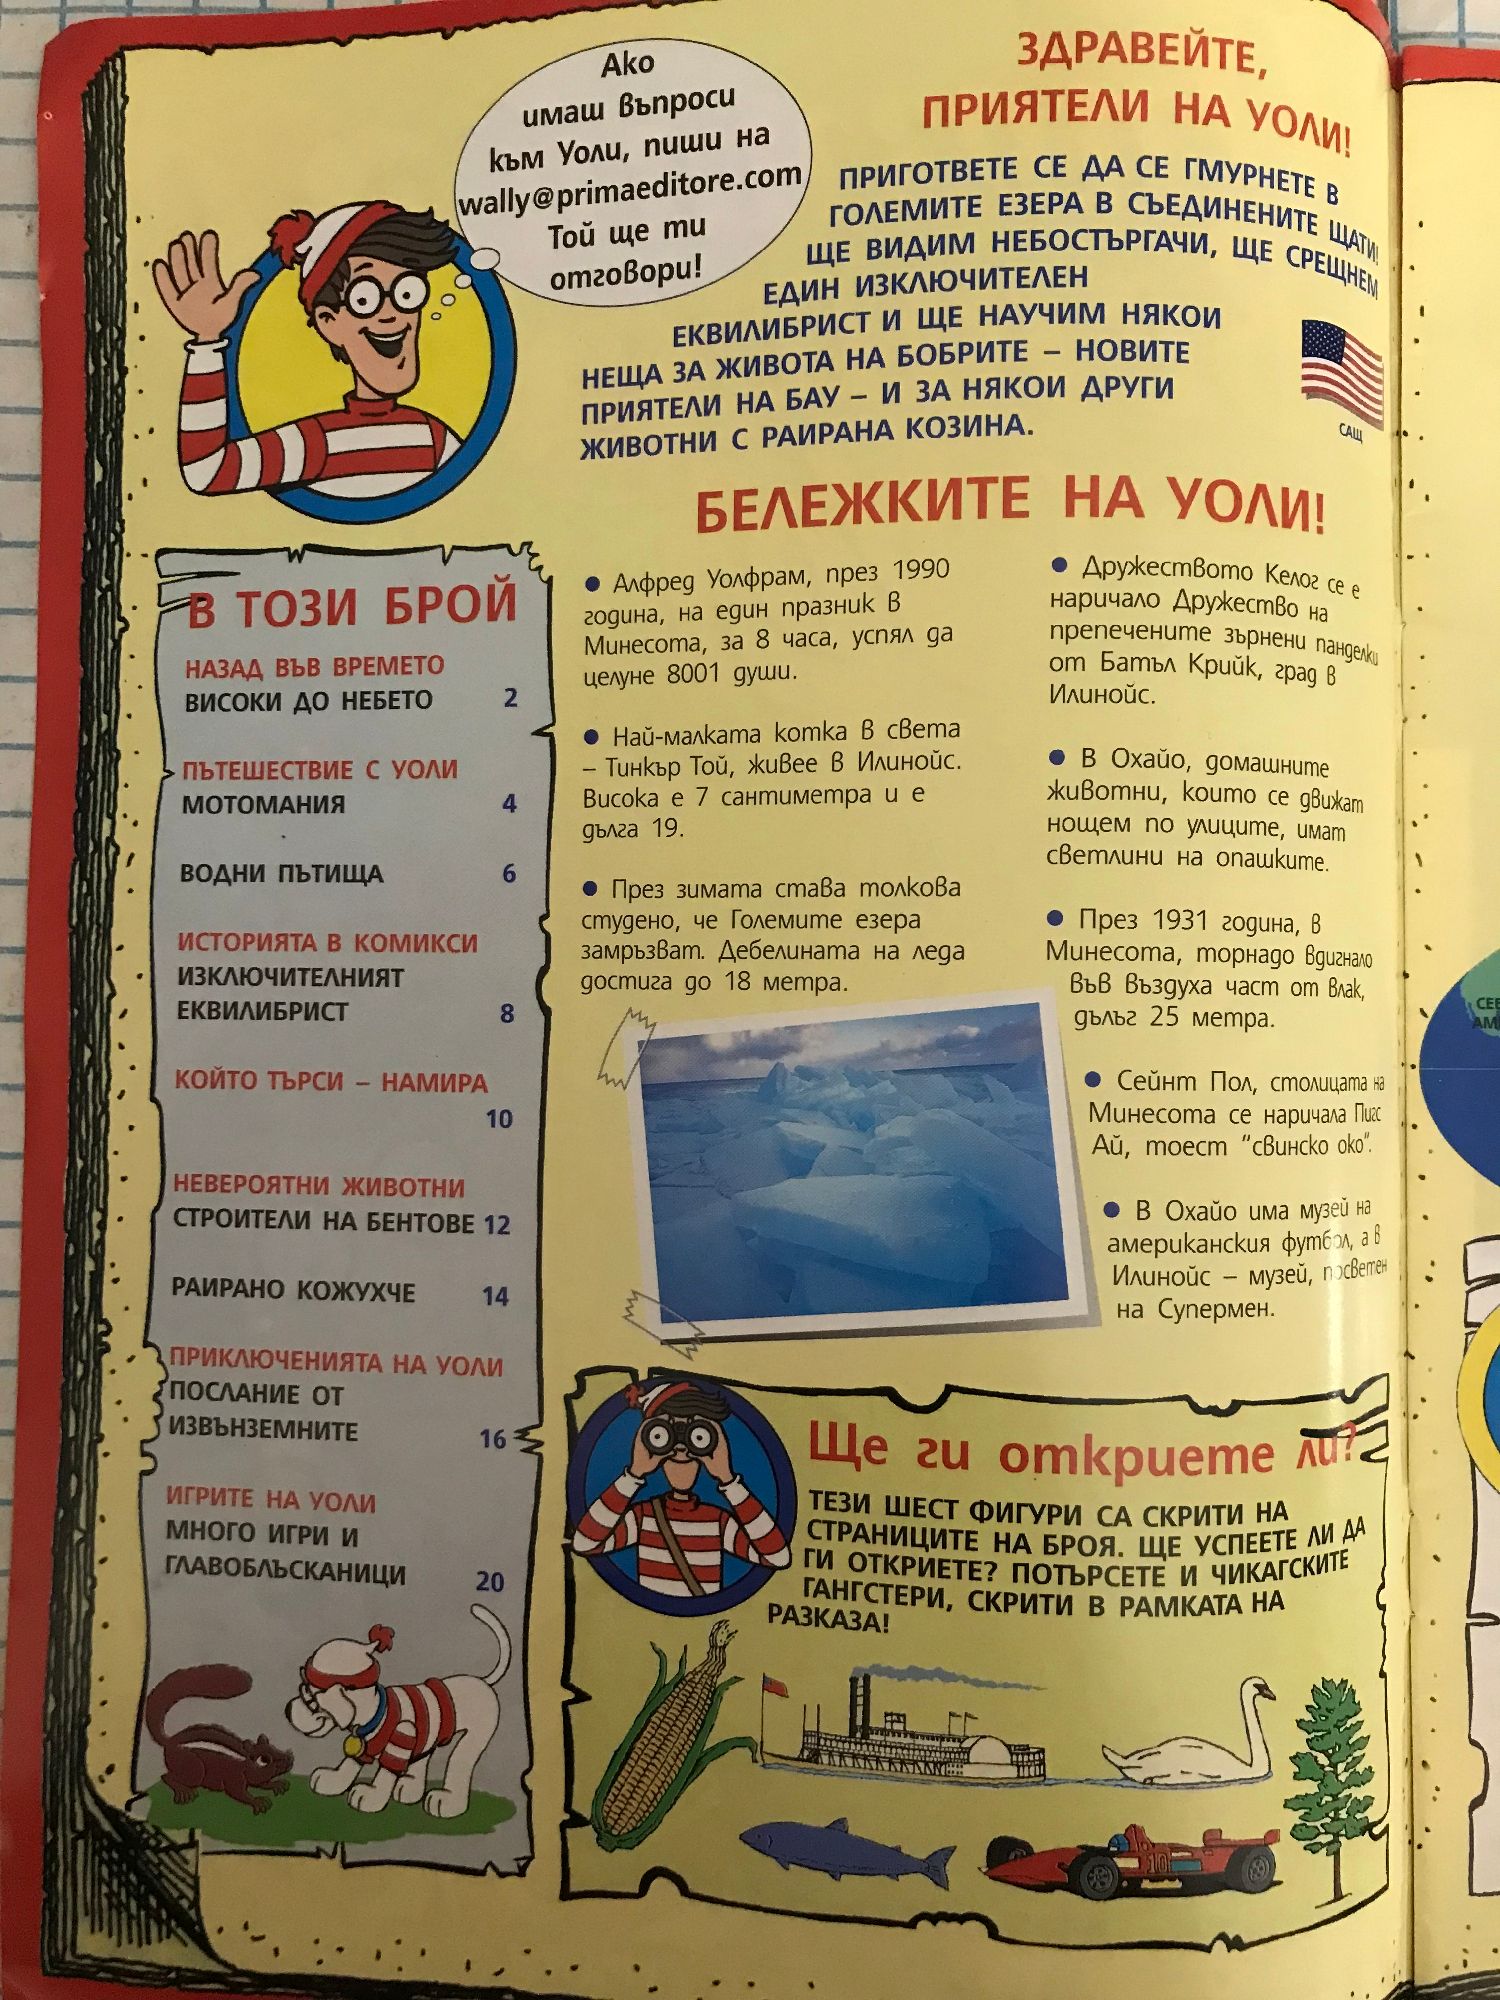 Ако
имаш въпроси
към Уоли, пиши на
wally@primaeditore.com
Той ще ти
отговори!
ЗДРАВЕЙТЕ,
ПРИЯТЕЛИ НА УОЛИ!
ПРИГОТВЕТЕ СЕ ДА СЕ ГМУРНЕТЕ В
ГОЛЕМИТЕ ЕЗЕРА В СЪЕДИНЕНИТЕ ЩАТИ!
ЩЕ ВИДИМ НЕБОСТЪРГАЧИ, ЩЕ СРЕЩНЕМ
ЕДИН ИЗКЛЮЧИТЕЛЕН
ЕКВИЛИБРИСТ И ЩЕ НАУЧИМ НЯКОИ
НЕЩА ЗА ЖИВОТА НА БОБРИТЕ – НОВИТЕ
ПРИЯТЕЛИ НА БАУ – И ЗА НЯКОИ ДРУГИ
ЖИВОТНИ С РАИРАНА КОЗИНА.
САЩ
БЕЛЕЖКИТЕ НА УОЛИ!
В ТОЗИ БРОЙ
НАЗАД ВЪВ ВРЕМЕТО
ВИСОКИ ДО НЕБЕТО 2
ПЪТЕШЕСТВИЕ С УОЛИ
МОТОМАНИЯ 4
ВОДНИ ПЪТИЩА 6
ИСТОРИЯТА В КОМИКСИ
ИЗКЛЮЧИТЕЛНИЯТ
ЕКВИЛИБРИСТ 8
КОЙТО ТЪРСИ – НАМИРА
10
НЕВЕРОЯТНИ ЖИВОТНИ
СТРОИТЕЛИ НА БЕНТОВЕ 12
РАИРАНО КОЖУХЧЕ 14
ПРИКЛЮЧЕНИЯТА НА УОЛИ
ПОСЛАНИЕ ОТ
ИЗВЪНЗЕМНИТЕ 16
ИГРИТЕ НА УОЛИ
МНОГО ИГРИ И
ГЛАВОБЛЪСКАНИЦИ 20
• Алфред Уолфрам, през 1990
година, на един празник в
Минесота, за 8 часа, успял да
целуне 8001 души.
• Най-малката котка в света
– Тинкър Той, живее в Илинойс.
Висока е 7 сантиметра и е
дълга 19.
• През зимата става толкова
студено, че Големите езера
замръзват. Дебелината на леда
достига до 18 метра.
• Дружеството Келог се е
наричало Дружество на
препечените зърнени панделки
от Батъл Крийк, град в
Илинойс.
• В Охайо, домашните
животни, които се движат
нощем по улиците, имат
светлини на опашките.
• През 1931 година, в
Минесота, торнадо вдигнало
във въздуха част от влак,
дълъг 25 метра.
• Сейнт Пол, столицата на
Минесота се наричала Пигс
Ай, тоест "свинско око".
• В Охайо има музей на
американския футбол, а в
Илинойс – музей, посветен
на Супермен.
Ще ги откриете ли?
ТЕЗИ ШЕСТ ФИГУРИ СА СКРИТИ НА
СТРАНИЦИТЕ НА БРОЯ. ЩЕ УСПЕЕТЕ ЛИ ДА
ГИ ОТКРИЕТЕ? ПОТЪРСЕТЕ И ЧИКАГСКИТЕ
ГАНГСТЕРИ, СКРИТИ В РАМКАТА НА
РАЗКАЗА!
10